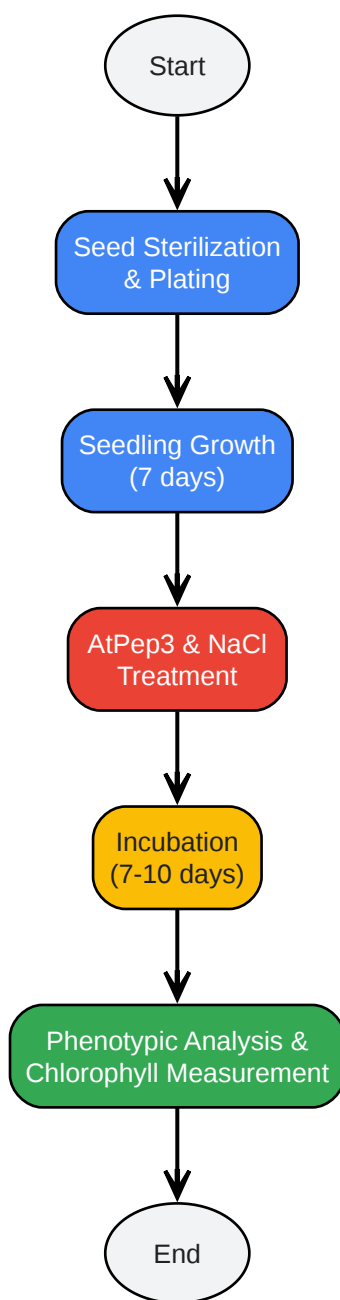 Start
Seed Sterilization
& Plating
Seedling Growth
(7 days)
AtPep3 & NaCl
Treatment
Incubation
(7-10 days)
Phenotypic Analysis &
Chlorophyll Measurement
End